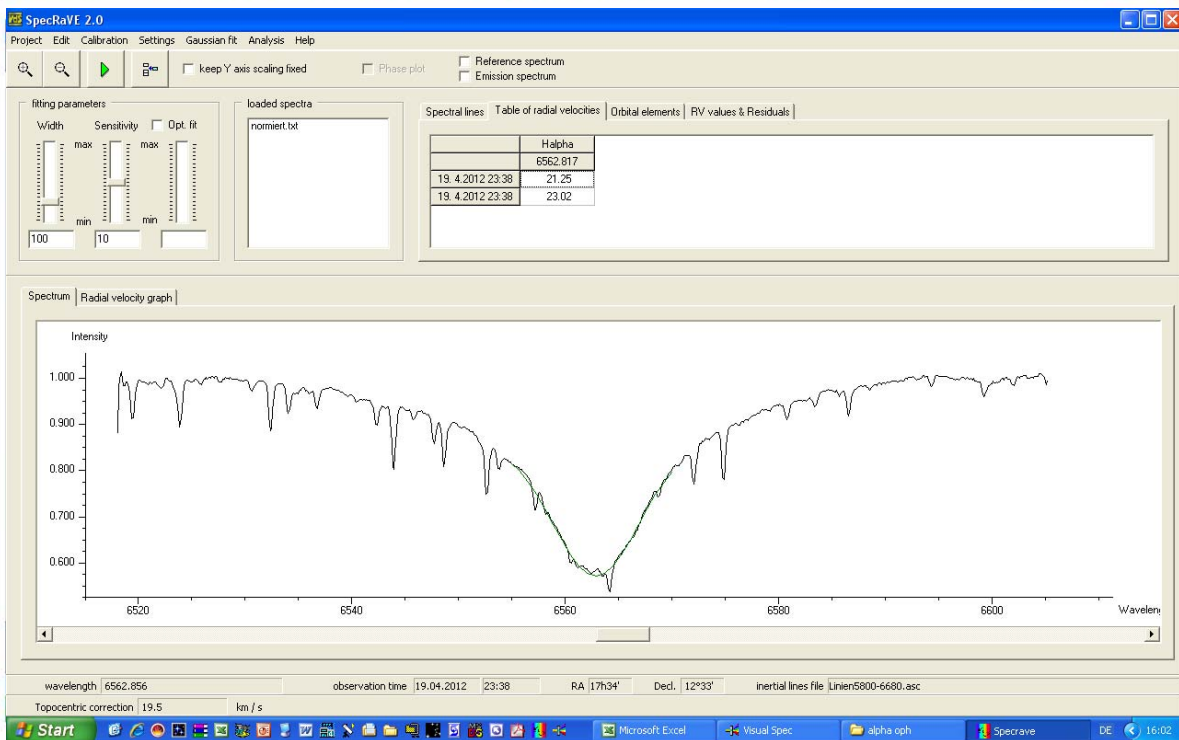 SpecRaVE 2.0
Project Edit Calibration Settings Gaussian fit Analysis Help
keep Y axis scaling fixed
Phase plot
Reference spectrum
Emission spectrum
fitting parameters
Width Sensitivity Opt. fit
max max
min min
100 10
loaded spectra
normiert.txt
Spectral lines Table of radial velocities Orbital elements RV values & Residuals
Halpha
6562.817
19. 4.2012 23:38 21.25
19. 4.2012 23:38 23.02
Spectrum Radial velocity graph
Intensity
1.000
0.900
0.800
0.700
0.600
6520 6540 6560 6580 6600 Wavelen
wavelength 6562.856 observation time 19.04.2012 23:38 RA 17h34' Decl. 12°33' inertial lines file Linien5800-6680.asc
Topocentric correction 19.5 km / s
Start Microsoft Excel Visual Spec alpha oph Specrave DE 16:02